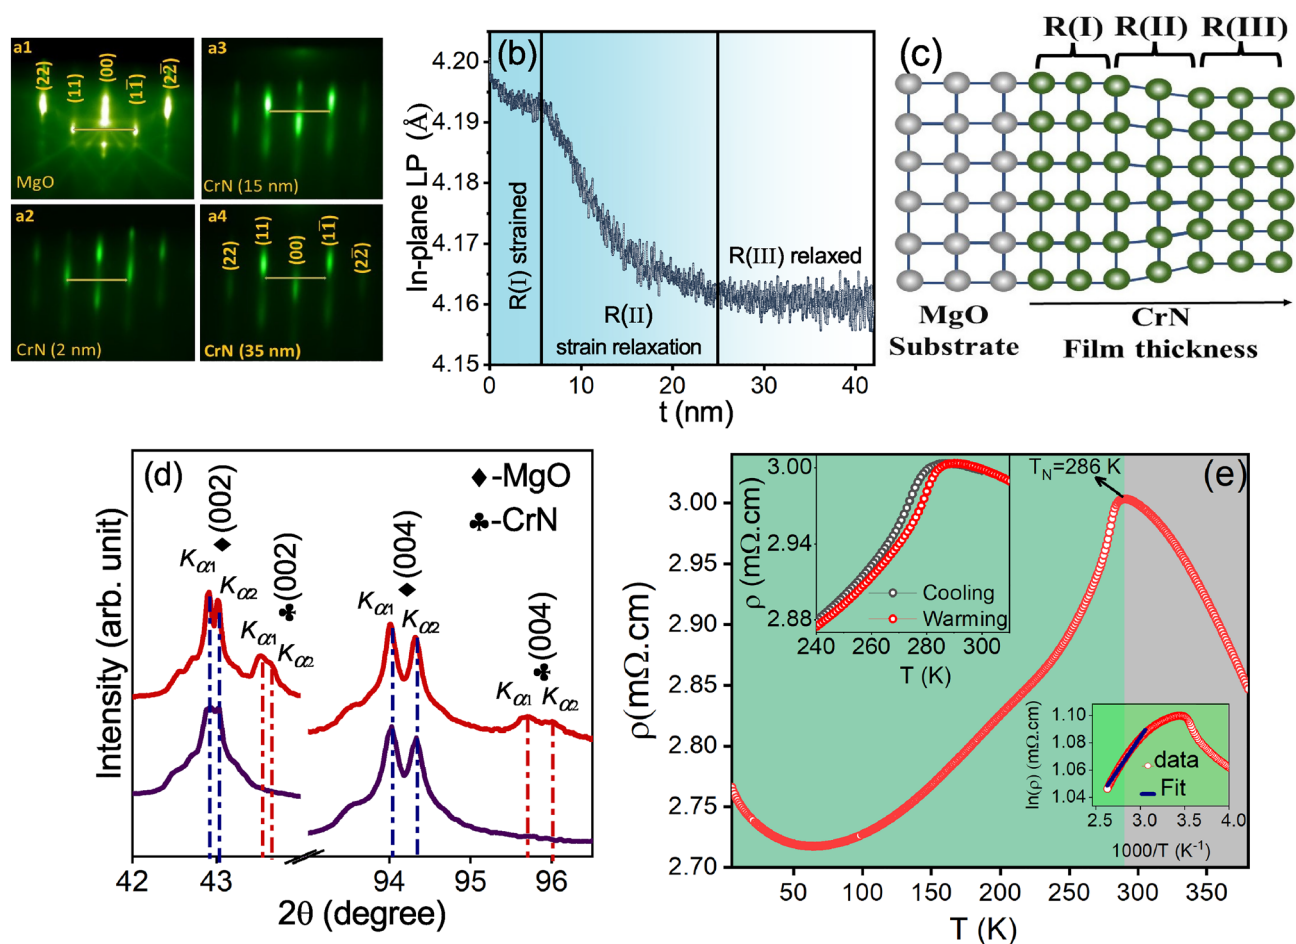 a1
(22)
(11)
(00)
(11̅)
(22̅)
MgO
a3
CrN (15 nm)
a2
CrN (2 nm)
a4
(22)
(11)
(00)
(11̅)
(22̅)
CrN (35 nm)
(b)
In-plane LP (Å)
4.20
4.19
4.18
4.17
4.16
4.15
R(I) strained
R(II)
strain relaxation
R(III) relaxed
0
10
20
30
40
t (nm)
(c)
R(I)
R(II)
R(III)
MgO
Substrate
CrN
Film thickness
(d)
♦-MgO
♣-CrN
Intensity (arb. unit)
Kα1
Kα2
♦(002)
Kα1
Kα2
♣(002)
Kα1
Kα2
♦(004)
Kα1
Kα2
♣(004)
42
43
94
95
96
2θ (degree)
(e)
TN=286 K
ρ(mΩ.cm)
3.00
2.95
2.90
2.85
2.80
2.75
2.70
50
100
150
200
250
300
350
T (K)
ρ (mΩ.cm)
3.00
2.94
2.88
Cooling
Warming
240
260
280
300
T (K)
ln(ρ) (mΩ.cm)
1.10
1.08
1.06
1.04
data
Fit
2.5
3.0
3.5
4.0
1000/T (K-1)